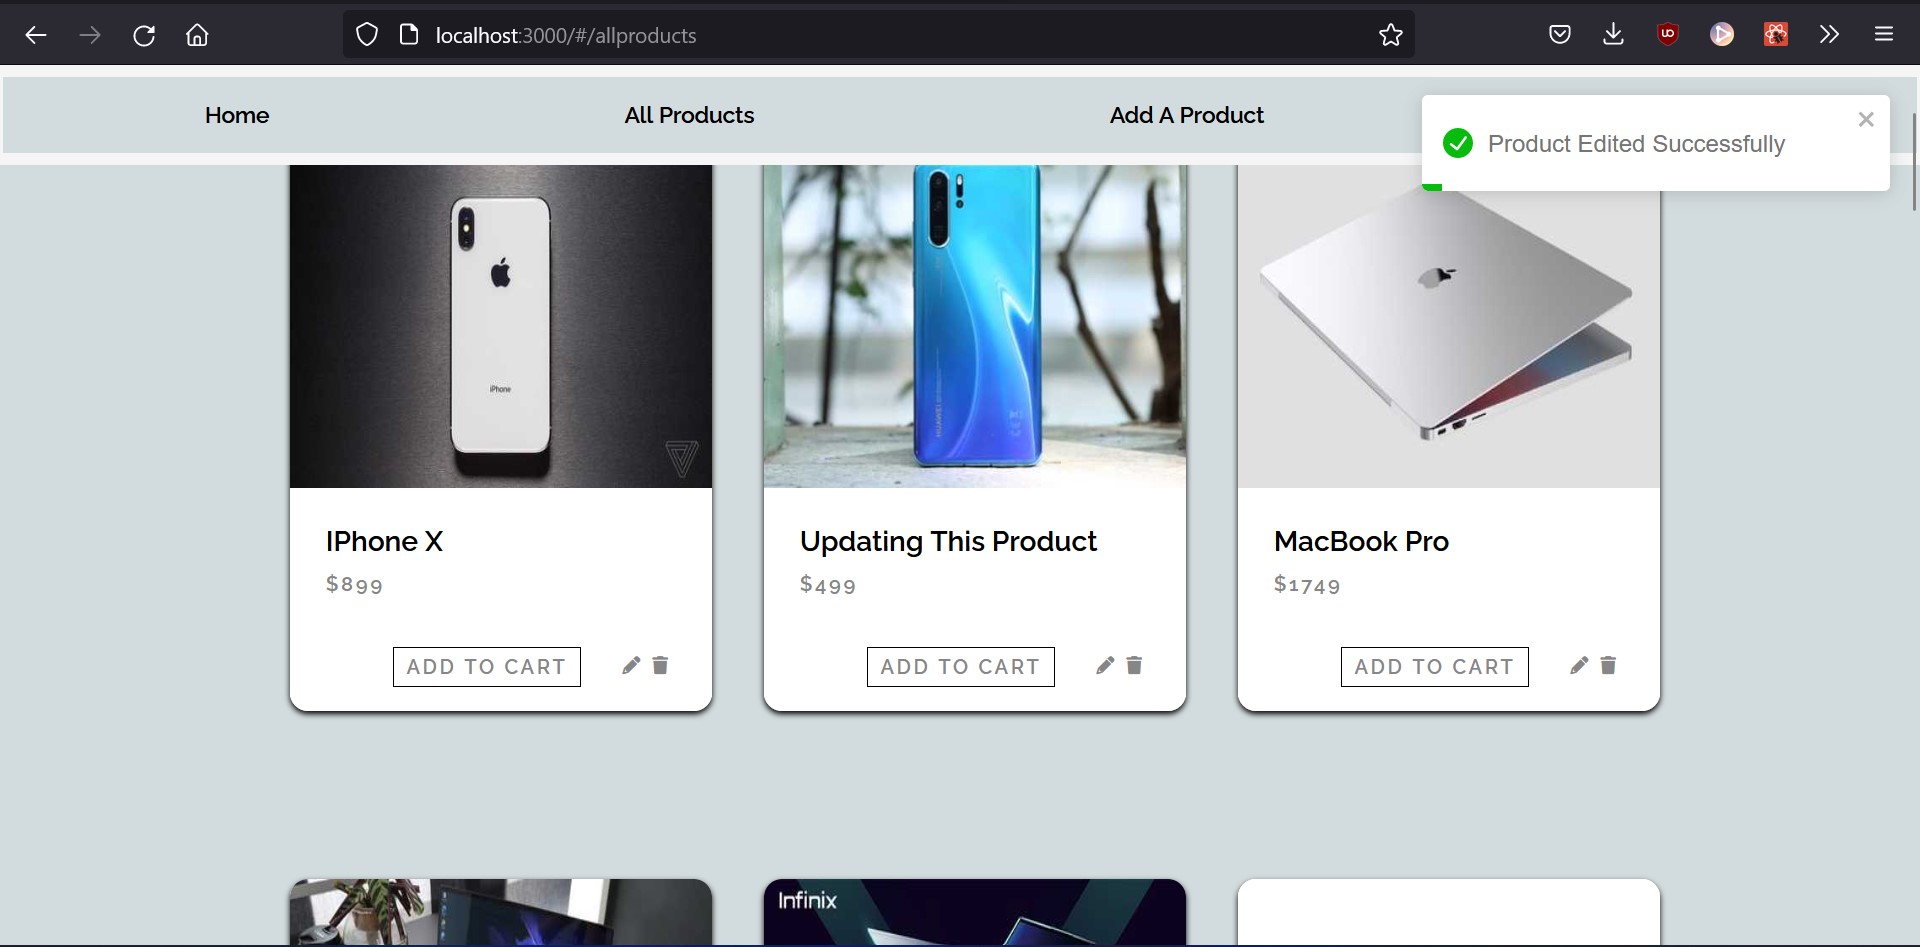 localhost:3000/#/allproducts
Home
All Products
Add A Product
Product Edited Successfully
iPhone
IPhone X
$899
ADD TO CART
Updating This Product
$499
ADD TO CART
MacBook Pro
$1749
ADD TO CART
Infinix